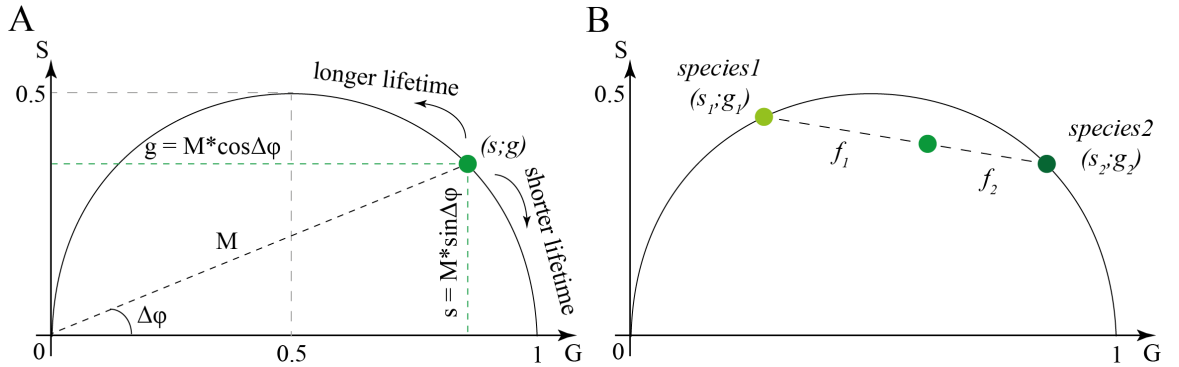 A
S
0.5
longer lifetime
(s;g)
g = M*cosΔφ
shorter lifetime
s = M*sinΔφ
M
Δφ
0
0.5
1
G
B
S
0.5
species1
(s₁;g₁)
species2
(s₂;g₂)
f₁
f₂
0
1
G